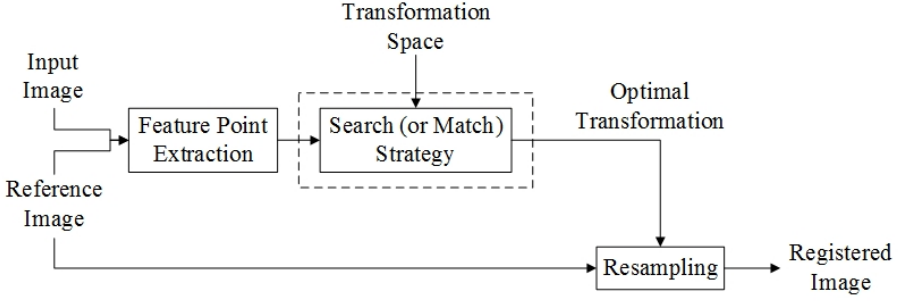 Transformation
Space
Input
Image
Optimal
Transformation
Feature Point
Extraction
Search (or Match)
Strategy
Reference
Image
Resampling
Registered
Image